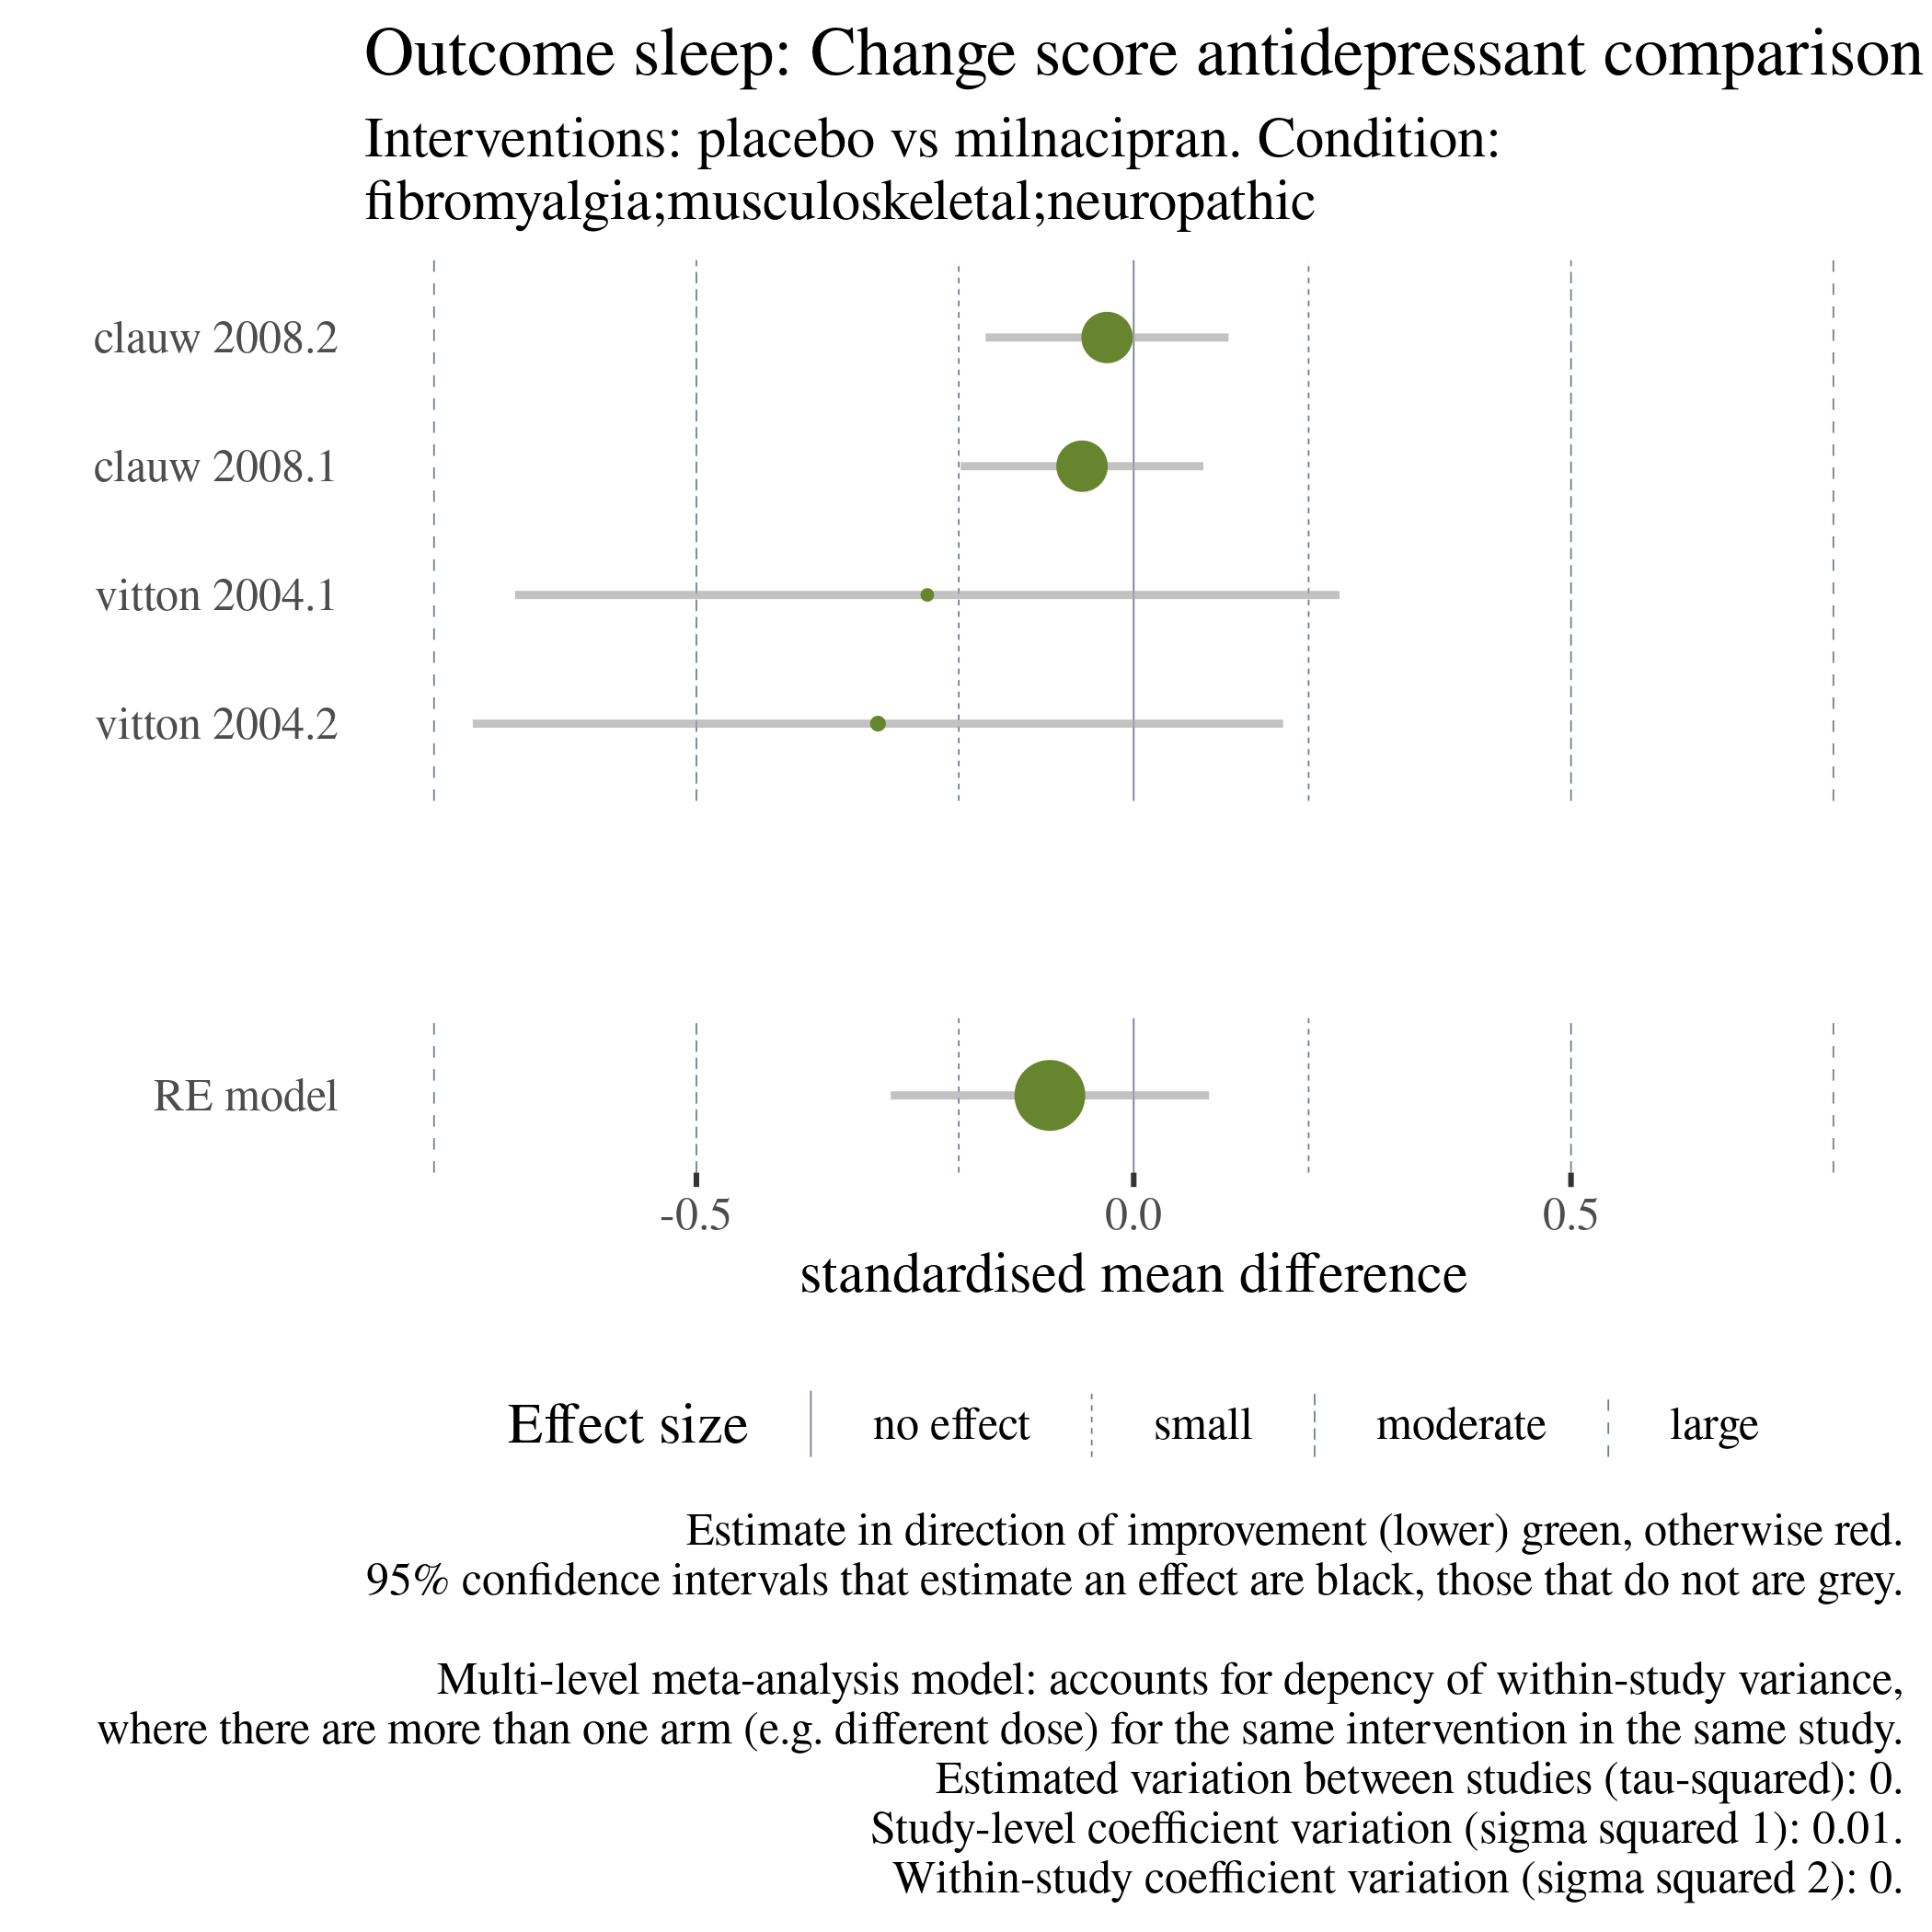 Outcome sleep: Change score antidepressant comparison
Interventions: placebo vs milnacipran. Condition:
fibromyalgia;musculoskeletal;neuropathic
clauw 2008.2
clauw 2008.1
vitton 2004.1
vitton 2004.2
RE model
-0.5 0.0 0.5
standardised mean difference
Effect size no effect small moderate large
Estimate in direction of improvement (lower) green, otherwise red.
95% confidence intervals that estimate an effect are black, those that do not are grey.
Multi-level meta-analysis model: accounts for depency of within-study variance,
where there are more than one arm (e.g. different dose) for the same intervention in the same study.
Estimated variation between studies (tau-squared): 0.
Study-level coefficient variation (sigma squared 1): 0.01.
Within-study coefficient variation (sigma squared 2): 0.